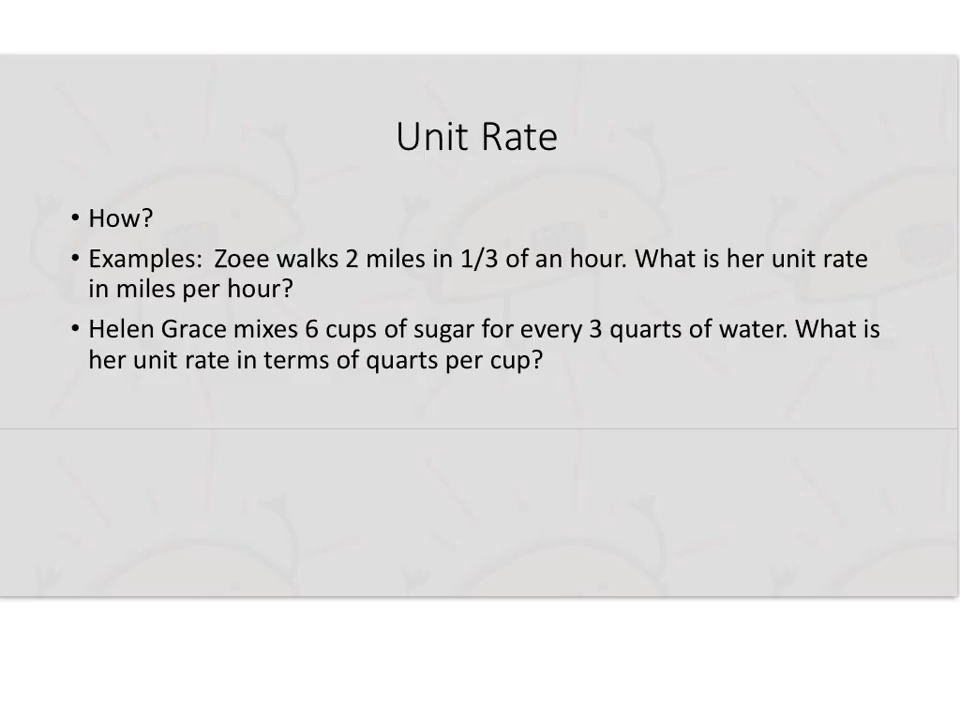 Unit Rate
• How?
• Examples:  Zoee walks 2 miles in 1/3 of an hour. What is her unit rate
in miles per hour?
• Helen Grace mixes 6 cups of sugar for every 3 quarts of water. What is
her unit rate in terms of quarts per cup?